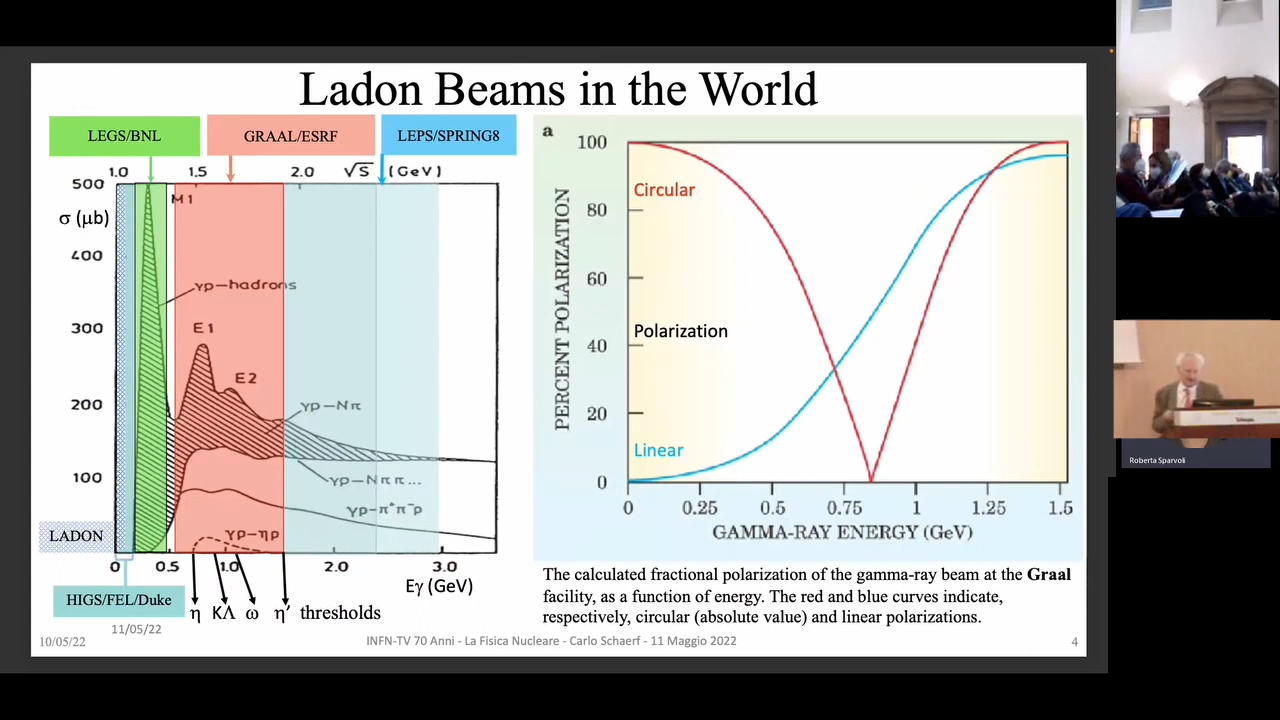 Ladon Beams in the World
LEGS/BNL
GRAAL/ESRF
LEPS/SPRING8
1.0 1.5 2.0 √S (GeV)
500
σ (μb)
400
300
200
100
0 0.5 1.0 2.0 3.0
Eγ (GeV)
M1
γp–hadrons
E1
E2
γp–Nπ
γp–Nππ...
γp–π⁺π⁻p
γp–ηp
LADON
HIGS/FEL/Duke
η KΛ ω η′ thresholds
a
PERCENT POLARIZATION
100
80
60
40
20
0
Circular
Polarization
Linear
0 0.25 0.5 0.75 1 1.25 1.5
GAMMA-RAY ENERGY (GeV)
The calculated fractional polarization of the gamma-ray beam at the Graal
facility, as a function of energy. The red and blue curves indicate,
respectively, circular (absolute value) and linear polarizations.
11/05/22
10/05/22
INFN-TV 70 Anni - La Fisica Nucleare - Carlo Schaerf - 11 Maggio 2022
4
Roberta Sparvoli